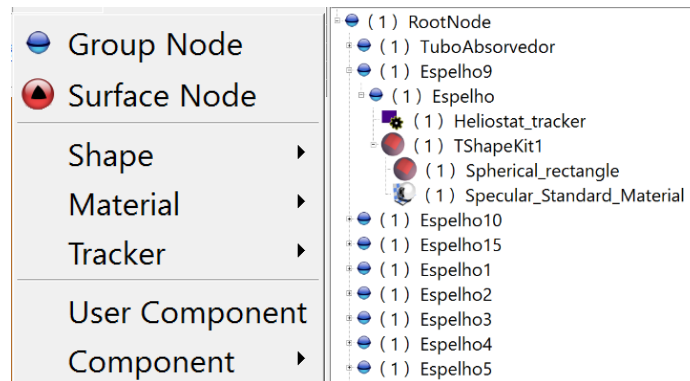 Group Node
Surface Node
Shape
Material
Tracker
User Component
Component
(1) RootNode
(1) TuboAbsorvedor
(1) Espelho9
(1) Espelho
(1) Heliostat_tracker
(1) TShapeKit1
(1) Spherical_rectangle
(1) Specular_Standard_Material
(1) Espelho10
(1) Espelho15
(1) Espelho1
(1) Espelho2
(1) Espelho3
(1) Espelho4
(1) Espelho5